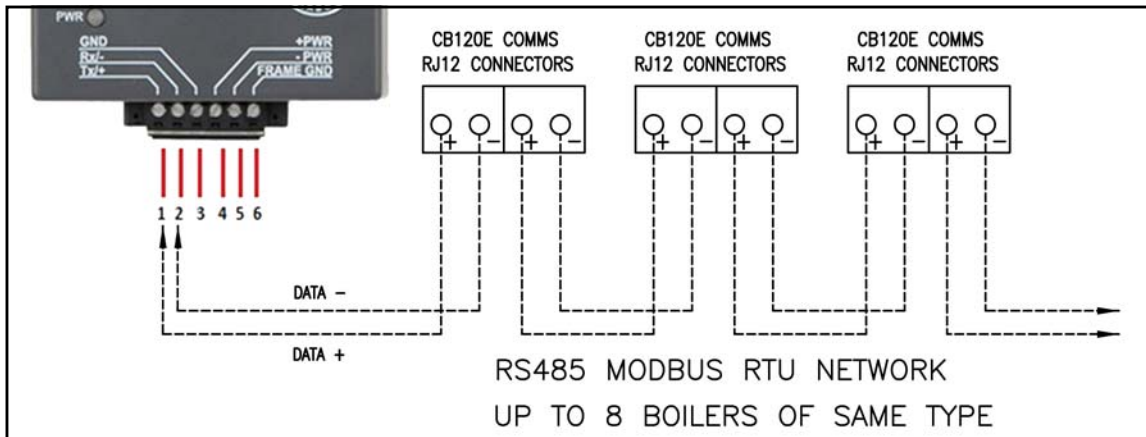 PWR
GND
Rx/-
Tx/+
+PWR
- PWR
FRAME GND
1 2 3 4 5 6
CB120E COMMS
RJ12 CONNECTORS
+ − + −
CB120E COMMS
RJ12 CONNECTORS
+ − + −
CB120E COMMS
RJ12 CONNECTORS
+ − + −
DATA −
DATA +
RS485 MODBUS RTU NETWORK
UP TO 8 BOILERS OF SAME TYPE